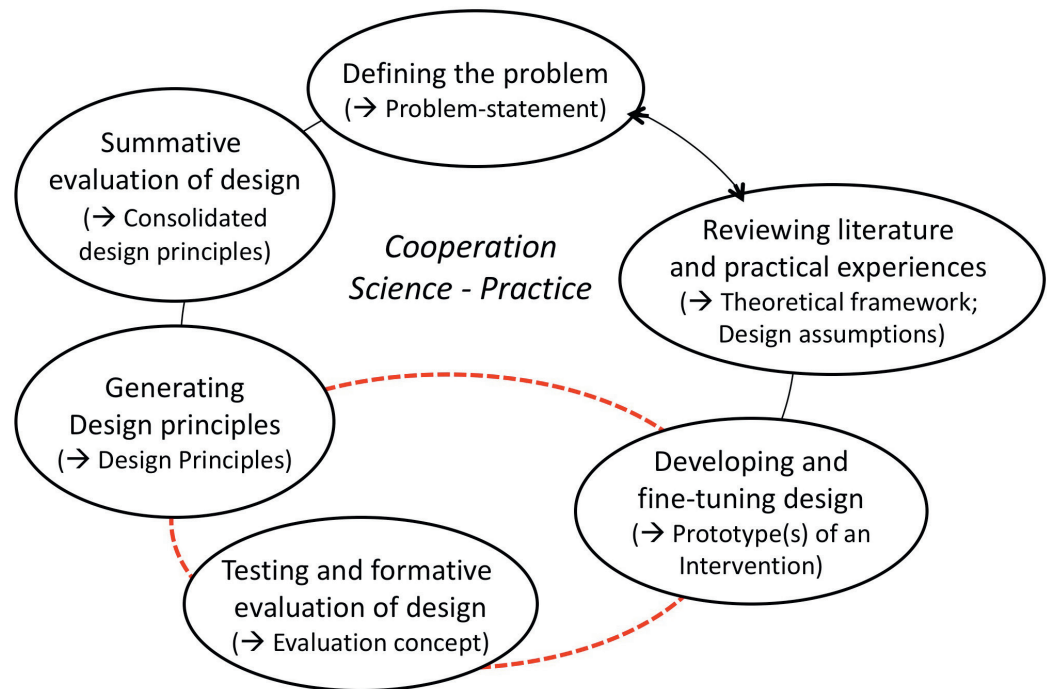 Defining the problem
(→ Problem-statement)
Summative
evaluation of design
(→ Consolidated
design principles)
Cooperation
Science - Practice
Reviewing literature
and practical experiences
(→ Theoretical framework;
Design assumptions)
Generating
Design principles
(→ Design Principles)
Developing and
fine-tuning design
(→ Prototype(s) of an
Intervention)
Testing and formative
evaluation of design
(→ Evaluation concept)